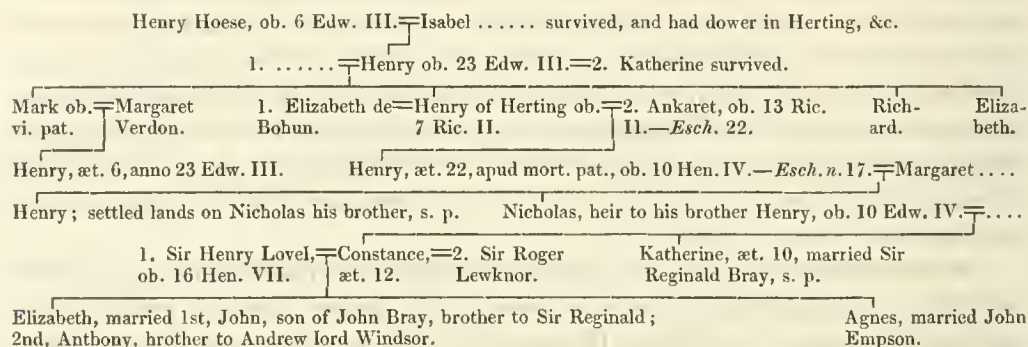 Henry Hoese, ob. 6 Edw. III.=Isabel ...... survived, and had dower in Herting, &c.
1. ......=Henry ob. 23 Edw. III.=2. Katherine survived.
Mark ob.=Margaret 1. Elizabeth de=Henry of Herting ob.=2. Ankaret, ob. 13 Ric. Rich- Eliza-
vi. pat. Verdon. Bohun. 7 Ric. II. II.—Esch. 22. ard. beth.
Henry, æt. 6, anno 23 Edw. III. Henry, æt. 22, apud mort. pat., ob. 10 Hen. IV.—Esch. n. 17.=Margaret ....
Henry; settled lands on Nicholas his brother, s. p. Nicholas, heir to his brother Henry, ob. 10 Edw. IV.=....
1. Sir Henry Lovel,=Constance,=2. Sir Roger Katherine, æt. 10, married Sir
ob. 16 Hen. VII. æt. 12. Lewknor. Reginald Bray, s. p.
Elizabeth, married 1st, John, son of John Bray, brother to Sir Reginald; Agnes, married John
2nd, Anthony, brother to Andrew lord Windsor. Empson.